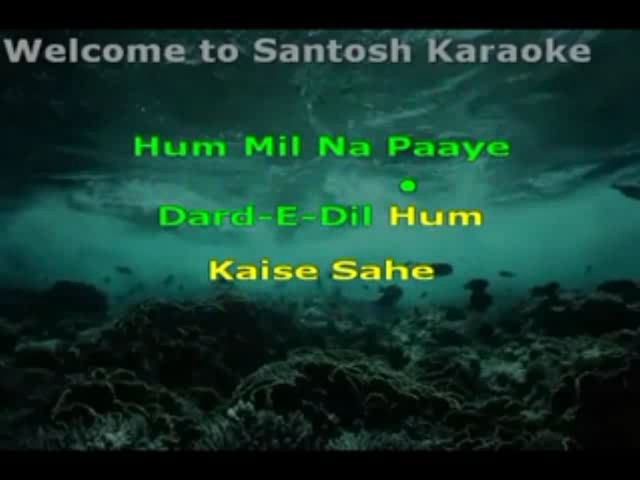 Welcome to Santosh Karaoke
Hum Mil Na Paaye
Dard-E-Dil Hum
Kaise Sahe